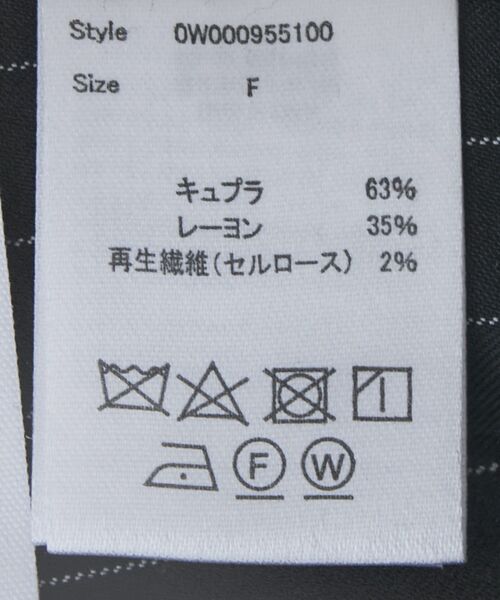 Style 0W000955100
Size F
キュプラ 63%
レーヨン 35%
再生繊維(セルロース) 2%
F W